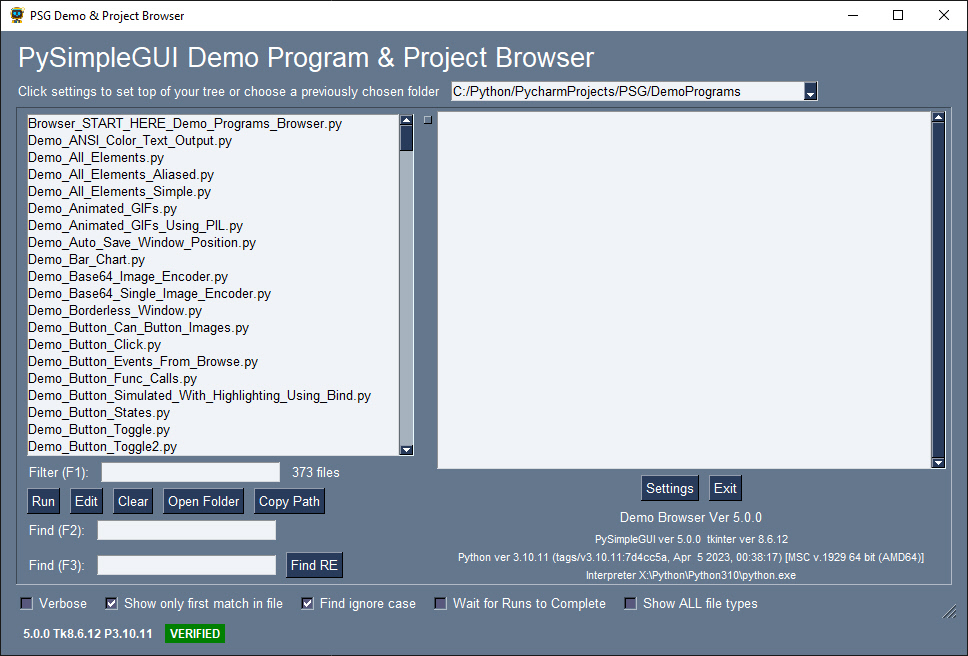 PSG Demo & Project Browser
PySimpleGUI Demo Program & Project Browser
Click settings to set top of your tree or choose a previously chosen folder C:/Python/PycharmProjects/PSG/DemoPrograms
Browser_START_HERE_Demo_Programs_Browser.py
Demo_ANSI_Color_Text_Output.py
Demo_All_Elements.py
Demo_All_Elements_Aliased.py
Demo_All_Elements_Simple.py
Demo_Animated_GIFs.py
Demo_Animated_GIFs_Using_PIL.py
Demo_Auto_Save_Window_Position.py
Demo_Bar_Chart.py
Demo_Base64_Image_Encoder.py
Demo_Base64_Single_Image_Encoder.py
Demo_Borderless_Window.py
Demo_Button_Can_Button_Images.py
Demo_Button_Click.py
Demo_Button_Events_From_Browse.py
Demo_Button_Func_Calls.py
Demo_Button_Simulated_With_Highlighting_Using_Bind.py
Demo_Button_States.py
Demo_Button_Toggle.py
Demo_Button_Toggle2.py
Filter (F1): 373 files
Run Edit Clear Open Folder Copy Path
Find (F2):
Find (F3): Find RE
Settings Exit
Demo Browser Ver 5.0.0
PySimpleGUI ver 5.0.0 tkinter ver 8.6.12
Python ver 3.10.11 (tags/v3.10.11:7d4cc5a, Apr 5 2023, 00:38:17) [MSC v.1929 64 bit (AMD64)]
Interpreter X:\Python\Python310\python.exe
Verbose Show only first match in file Find ignore case Wait for Runs to Complete Show ALL file types
5.0.0 Tk8.6.12 P3.10.11 VERIFIED